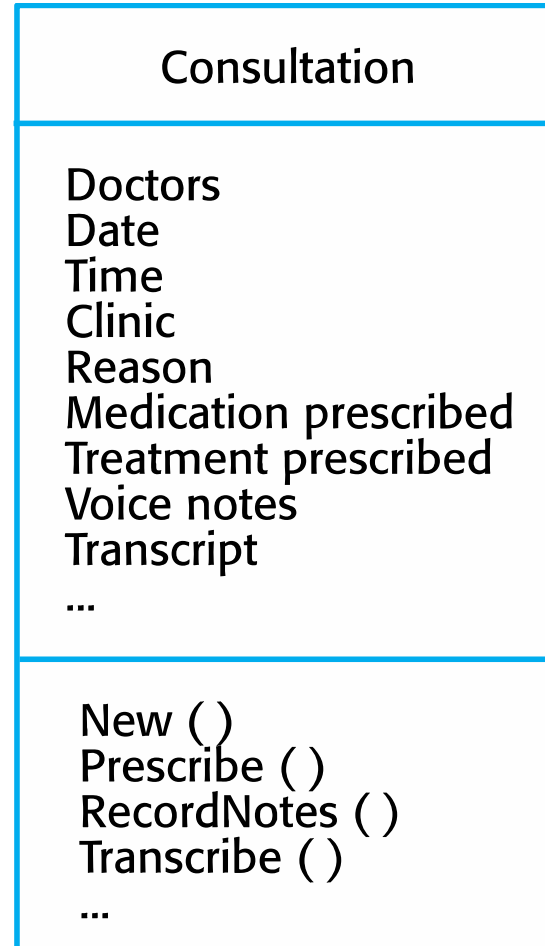 Consultation
Doctors
Date
Time
Clinic
Reason
Medication prescribed
Treatment prescribed
Voice notes
Transcript
...
New ( )
Prescribe ( )
RecordNotes ( )
Transcribe ( )
...